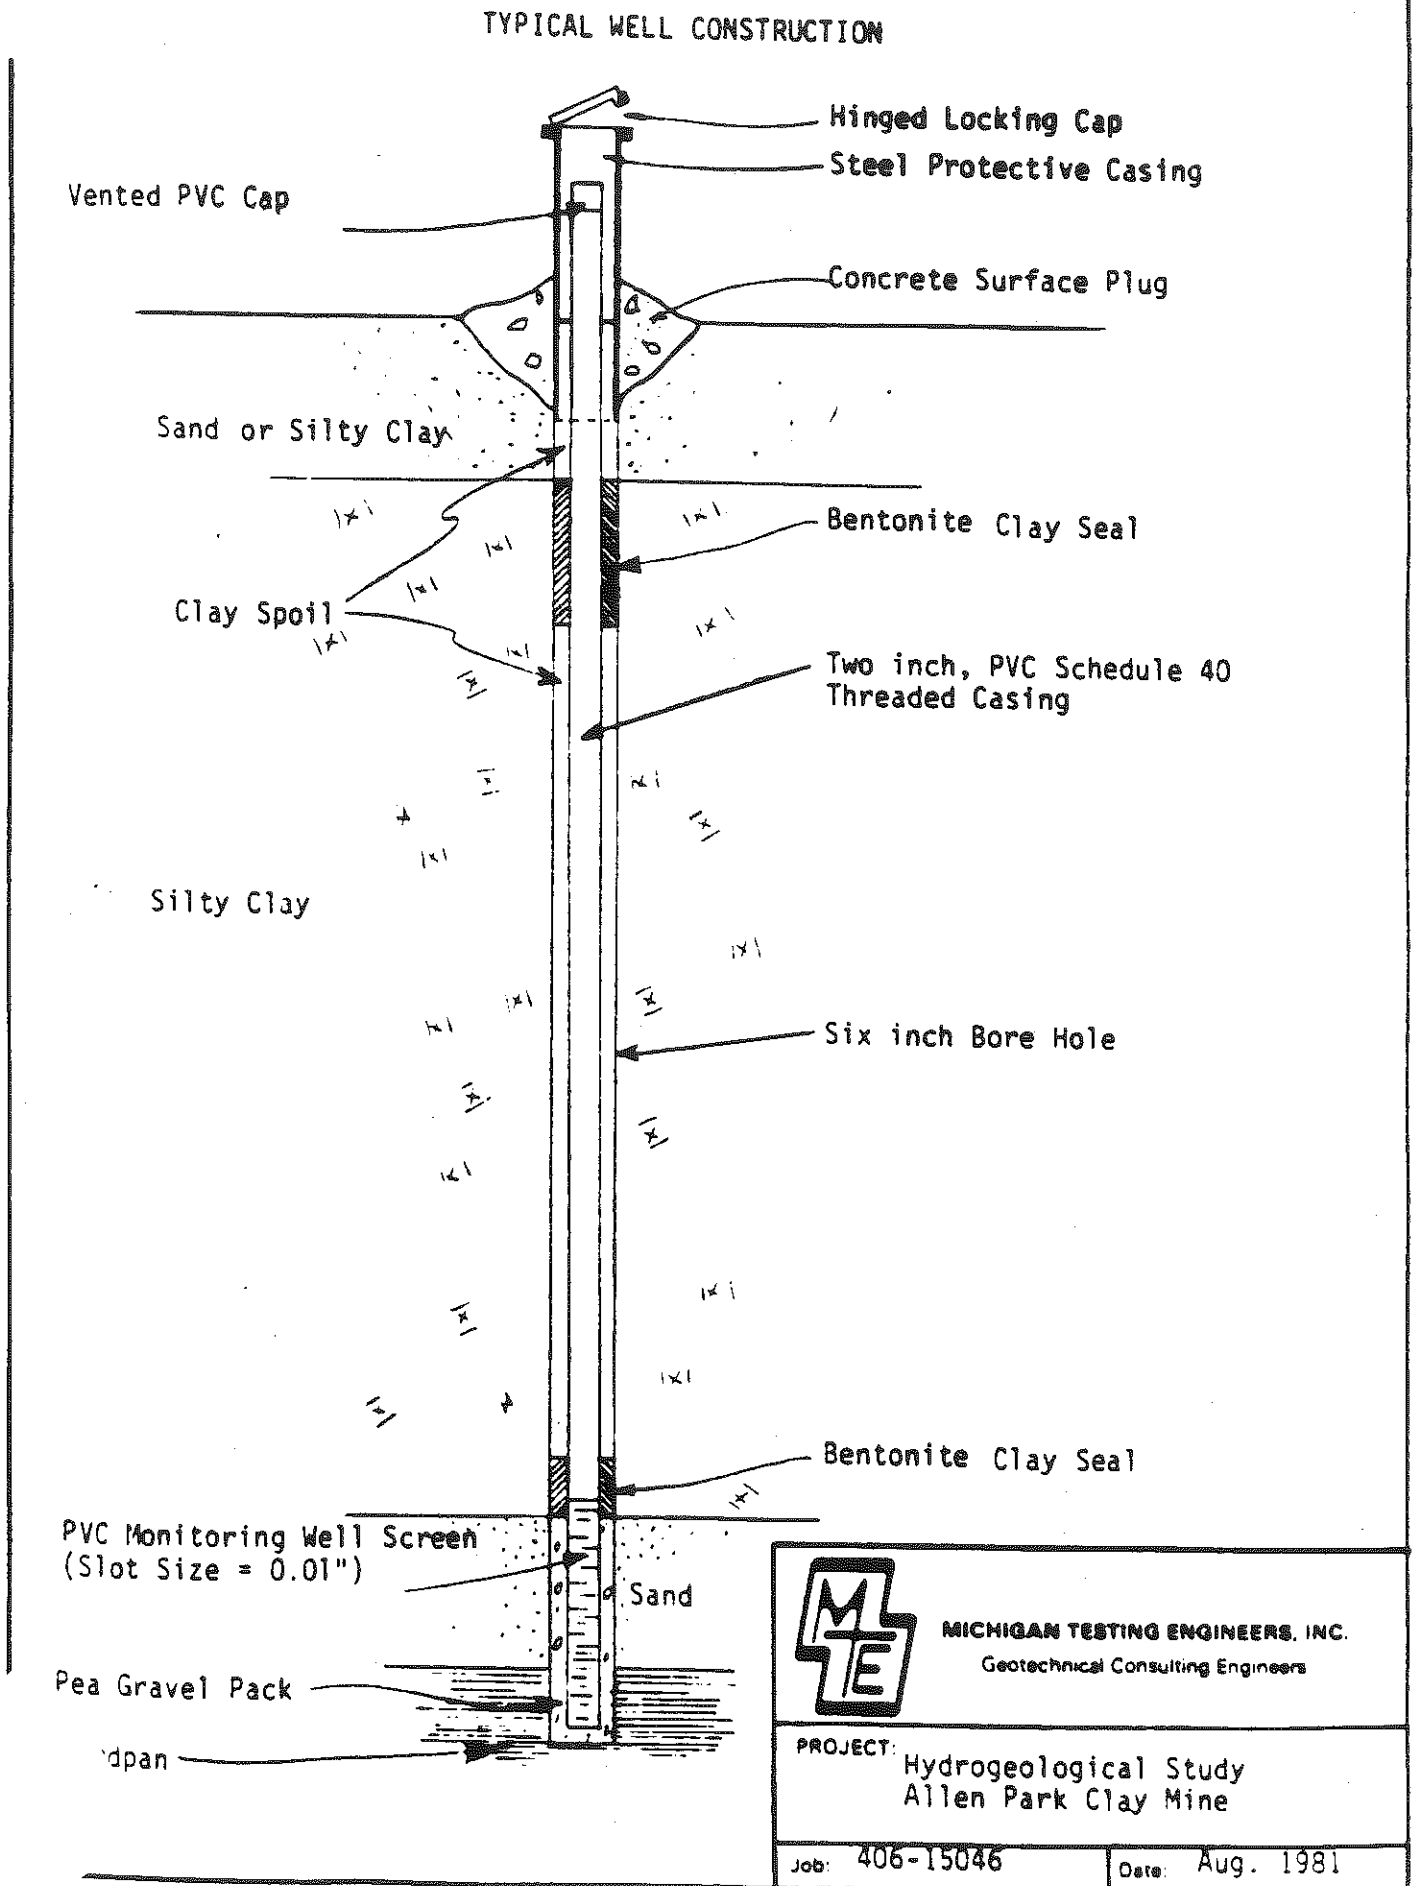 TYPICAL WELL CONSTRUCTION
Hinged Locking Cap
Steel Protective Casing
Vented PVC Cap
Concrete Surface Plug
Sand or Silty Clay
Bentonite Clay Seal
Clay Spoil
Two inch, PVC Schedule 40
Threaded Casing
Silty Clay
Six inch Bore Hole
Bentonite Clay Seal
PVC Monitoring Well Screen
(Slot Size = 0.01")
Sand
Pea Gravel Pack
dpan
MTE
MICHIGAN TESTING ENGINEERS, INC.
Geotechnical Consulting Engineers
PROJECT:
Hydrogeological Study
Allen Park Clay Mine
Job: 406-15046
Date: Aug. 1981